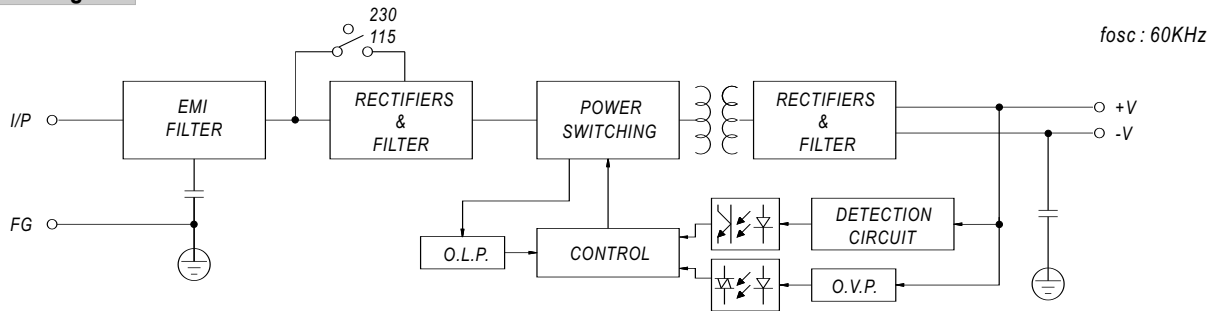 230
115
fosc : 60KHz
I/P
EMI
FILTER
RECTIFIERS
&
FILTER
POWER
SWITCHING
RECTIFIERS
&
FILTER
+V
-V
FG
O.L.P.
CONTROL
DETECTION
CIRCUIT
O.V.P.